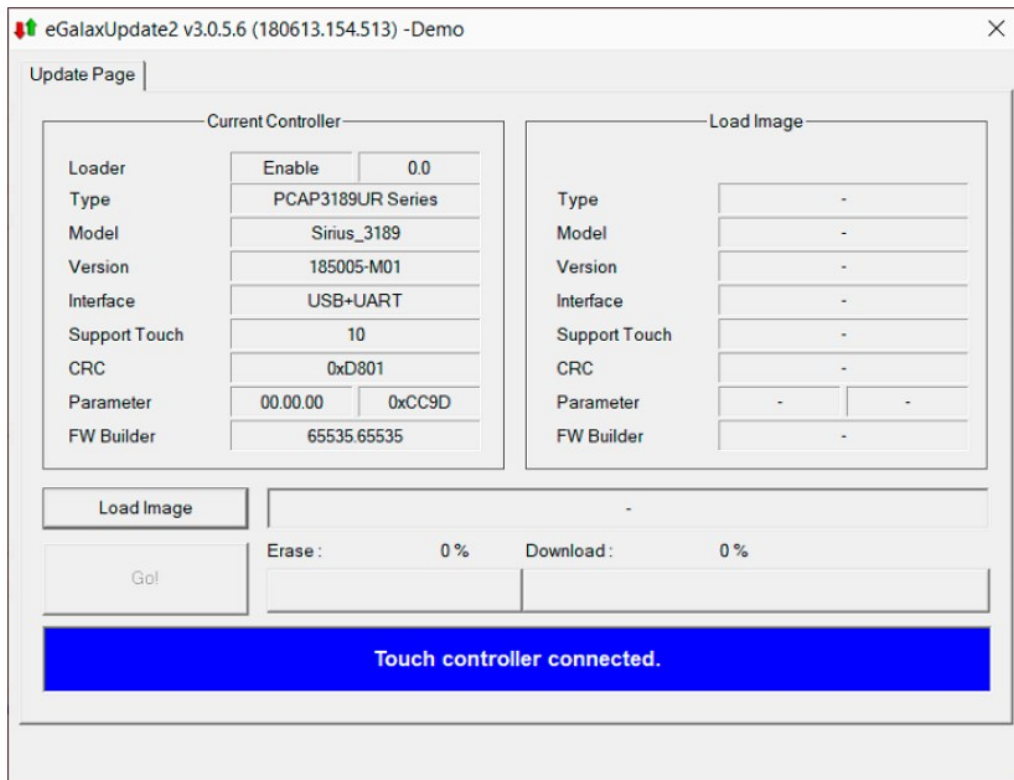 eGalaxUpdate2 v3.0.5.6 (180613.154.513) -Demo
Update Page
Current Controller
Loader Enable 0.0
Type PCAP3189UR Series
Model Sirius_3189
Version 185005-M01
Interface USB+UART
Support Touch 10
CRC 0xD801
Parameter 00.00.00 0xCC9D
FW Builder 65535.65535
Load Image
Type -
Model -
Version -
Interface -
Support Touch -
CRC -
Parameter - -
FW Builder -
Load Image -
Go!
Erase : 0 % Download : 0 %
Touch controller connected.